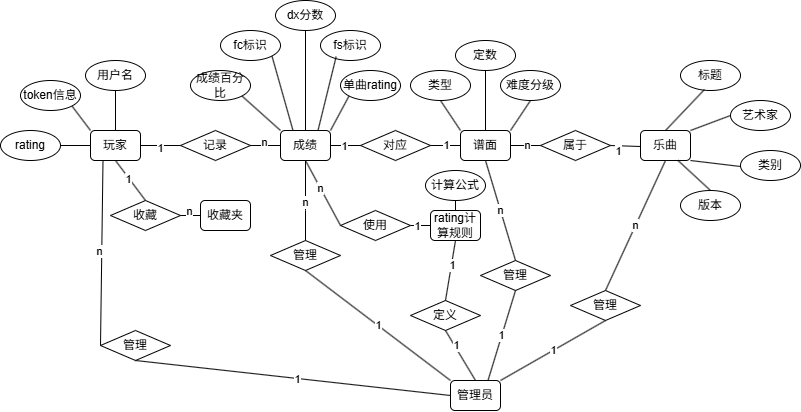 dx分数
fc标识
fs标识
定数
用户名
标题
token信息
成绩百分
比
单曲rating
类型
难度分级
艺术家
rating
玩家
1
记录
n
成绩
1
对应
1
谱面
n
属于
1
乐曲
类别
1
n
计算公式
版本
收藏
n
收藏夹
n
使用
1
rating计
算规则
n
n
n
管理
1
管理
n
管理
定义
1
管理
1
1
1
1
管理员